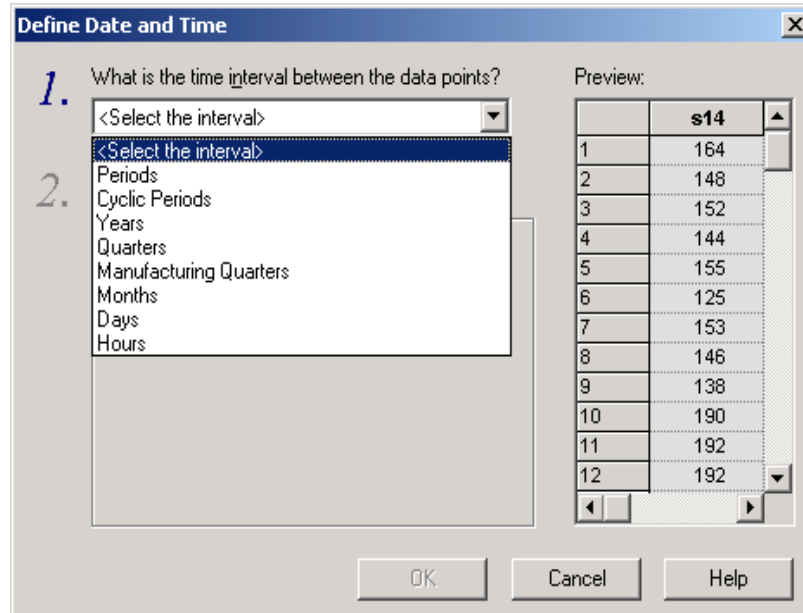 Define Date and Time
1.
What is the time interval between the data points?
<Select the interval>
<Select the interval>
Periods
Cyclic Periods
Years
Quarters
Manufacturing Quarters
Months
Days
Hours
2.
Preview:
s14
1 164
2 148
3 152
4 144
5 155
6 125
7 153
8 146
9 138
10 190
11 192
12 192
OK
Cancel
Help